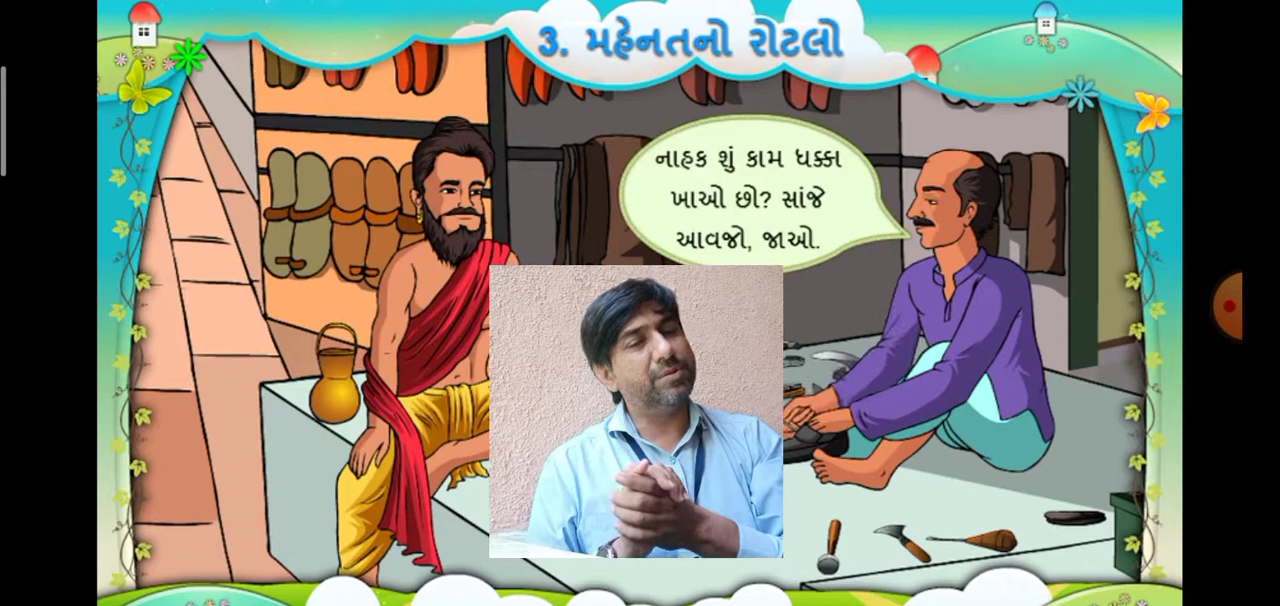 3. મહેનતનો રોટલો
નાહક શું કામ ધક્કા
ખાઓ છો? સાંજે
આવજો, જાઓ.